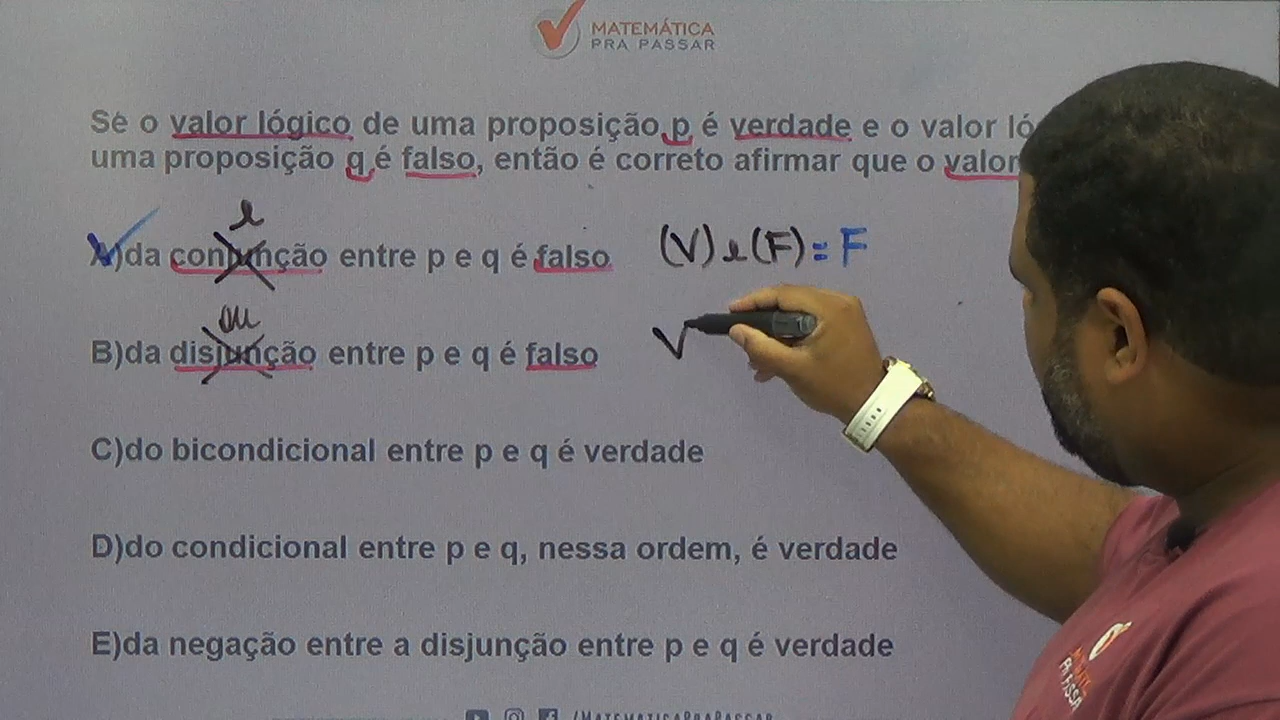 MATEMÁTICA
PRA PASSAR
Se o valor lógico de uma proposição p é verdade e o valor ló
uma proposição q é falso, então é correto afirmar que o valor
e
A)da conjunção entre p e q é falso (V) e (F) = F
ou
B)da disjunção entre p e q é falso V
C)do bicondicional entre p e q é verdade
D)do condicional entre p e q, nessa ordem, é verdade
E)da negação entre a disjunção entre p e q é verdade
/MATEMATICAPRAPASSAR